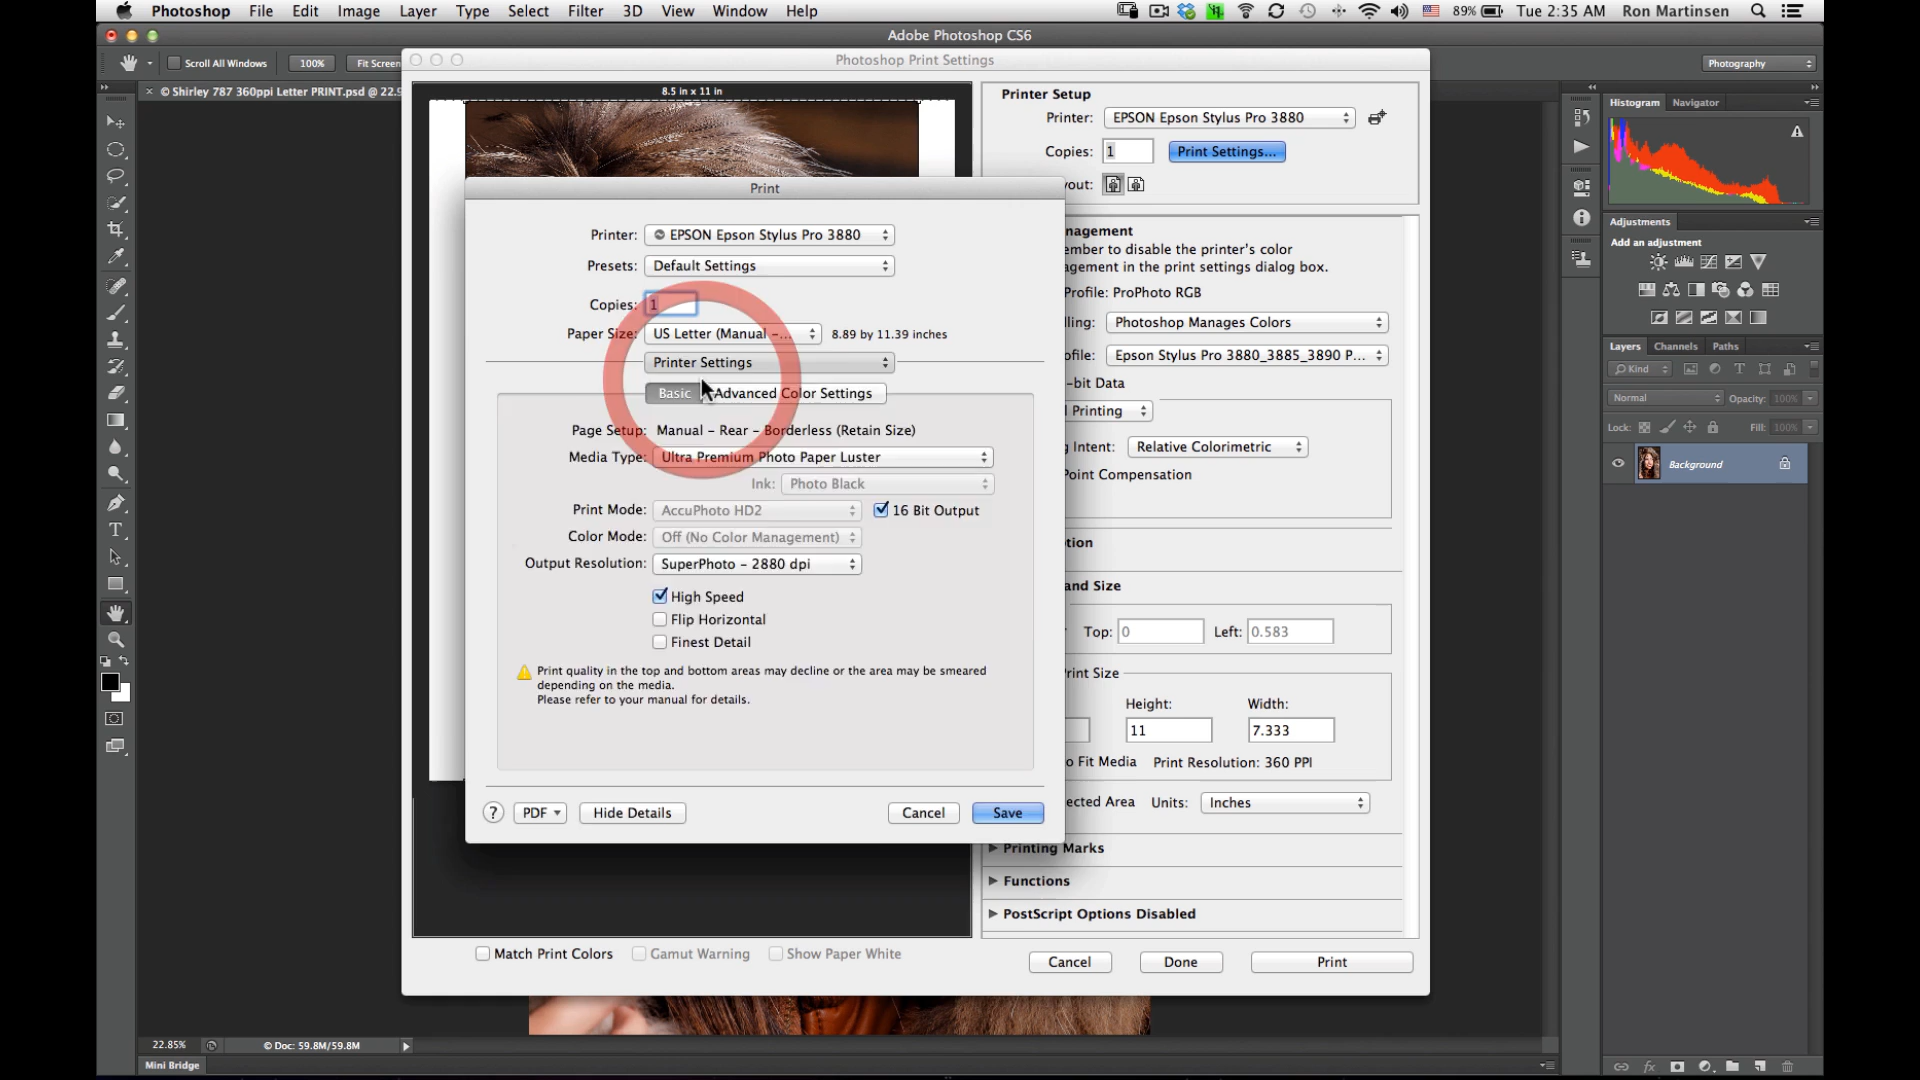 Photoshop File Edit Image Layer Type Select Filter 3D View Window Help 89% Tue 2:35 AM Ron Martinsen
Adobe Photoshop CS6
Scroll All Windows 100% Fit Screen Photography
© Shirley 787 360ppi Letter PRINT.psd @ 22.9
Photoshop Print Settings
8.5 in x 11 in
Printer Setup
Printer: EPSON Epson Stylus Pro 3880
Copies: 1 Print Settings...
yout:
Print
Printer: EPSON Epson Stylus Pro 3880
Presets: Default Settings
Copies: 1
Paper Size: US Letter (Manual -... 8.89 by 11.39 inches
Printer Settings
Basic Advanced Color Settings
Page Setup: Manual - Rear - Borderless (Retain Size)
Media Type: Ultra Premium Photo Paper Luster
Ink: Photo Black
Print Mode: AccuPhoto HD2 16 Bit Output
Color Mode: Off (No Color Management)
Output Resolution: SuperPhoto - 2880 dpi
High Speed
Flip Horizontal
Finest Detail
Print quality in the top and bottom areas may decline or the area may be smeared
depending on the media.
Please refer to your manual for details.
? PDF Hide Details Cancel Save
nagement
ember to disable the printer's color
agement in the print settings dialog box.
Profile: ProPhoto RGB
lling: Photoshop Manages Colors
ofile: Epson Stylus Pro 3880_3885_3890 P...
-bit Data
l Printing
ng Intent: Relative Colorimetric
Point Compensation
ption
and Size
Top: 0 Left: 0.583
Print Size
Height: Width:
11 7.333
o Fit Media Print Resolution: 360 PPI
ected Area Units: Inches
Printing Marks
Functions
PostScript Options Disabled
Match Print Colors Gamut Warning Show Paper White
Cancel Done Print
Histogram Navigator
Adjustments
Add an adjustment
Layers Channels Paths
Kind
Normal Opacity: 100%
Lock: Fill: 100%
Background
22.85% © Doc: 59.8M/59.8M
Mini Bridge